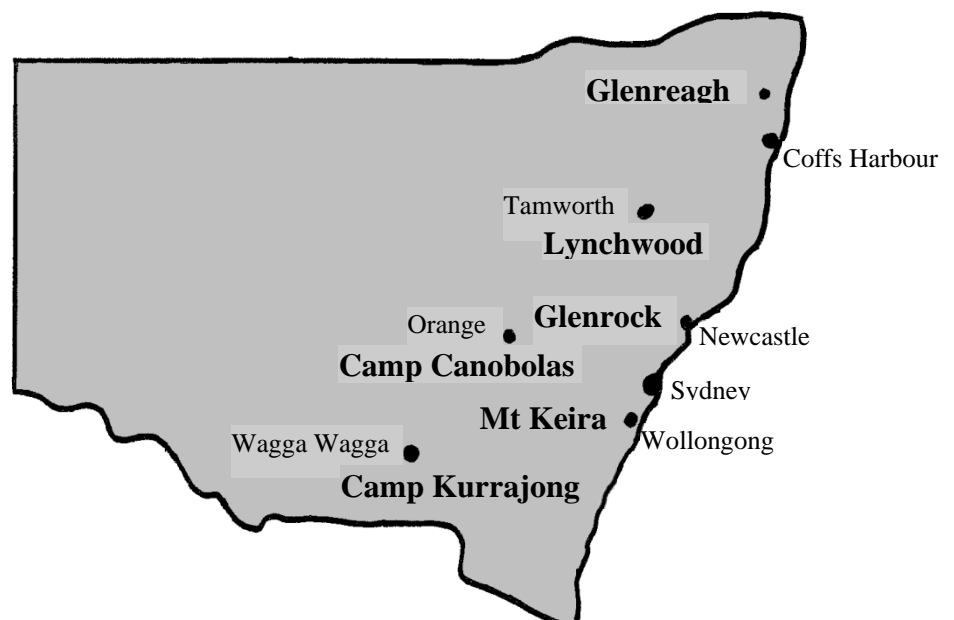 Glenreagh
Coffs Harbour
Tamworth
Lynchwood
Glenrock
Orange
Newcastle
Camp Canobolas
Sydney
Mt Keira
Wollongong
Wagga Wagga
Camp Kurrajong